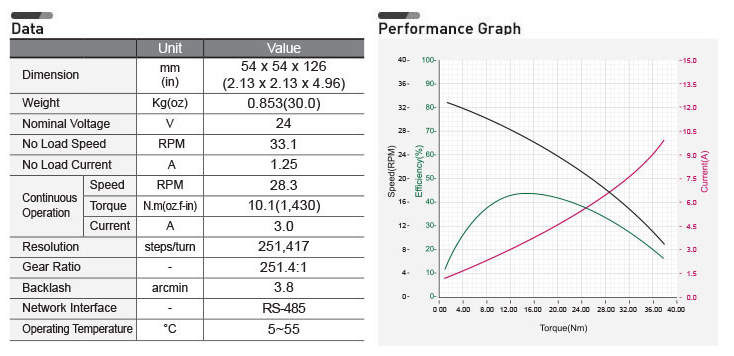 Data
Unit Value
Dimension mm (in) 54 x 54 x 126 (2.13 x 2.13 x 4.96)
Weight Kg(oz) 0.853(30.0)
Nominal Voltage V 24
No Load Speed RPM 33.1
No Load Current A 1.25
Continuous Operation Speed RPM 28.3
Torque N.m(oz.f-in) 10.1(1,430)
Current A 3.0
Resolution steps/turn 251,417
Gear Ratio - 251.4:1
Backlash arcmin 3.8
Network Interface - RS-485
Operating Temperature °C 5~55
Performance Graph
Speed(RPM)
40-
36-
32-
28-
24-
20-
16-
12-
8-
4-
0-
Efficiency(%)
100-
90-
80-
70-
60-
50-
40-
30-
20-
10-
0-
-15.0
-13.5
-12.0
-10.5
-9.0
-7.5
-6.0
-4.5
-3.0
-1.5
-0.0
Current(A)
0.00 4.00 8.00 12.00 16.00 20.00 24.00 28.00 32.00 36.00 40.00
Torque(Nm)